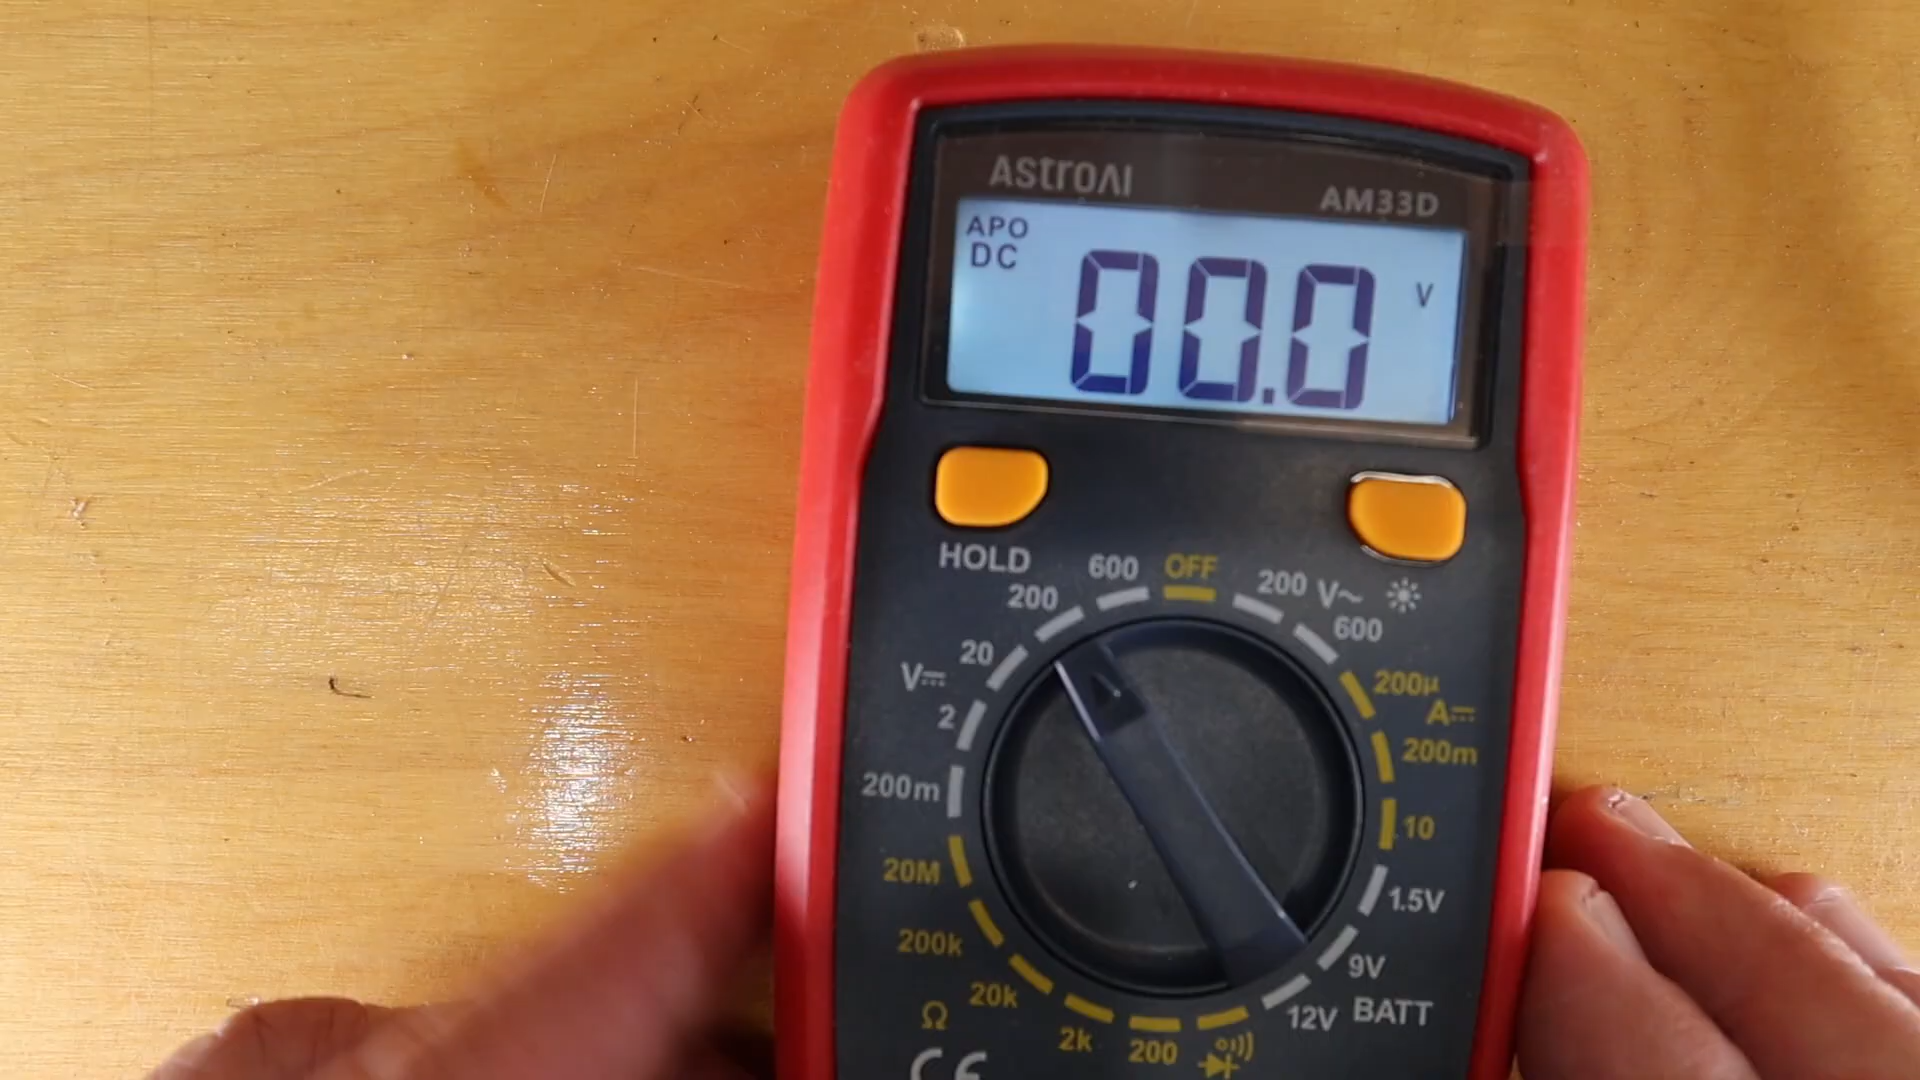 AstroAI
AM33D
APO
DC
00.0
V
HOLD
600
OFF
200
V~
200
600
20
V⎓
200µ
A⎓
2
200m
200m
10
20M
1.5V
200k
9V
20k
12V
BATT
Ω
2k
200
CE